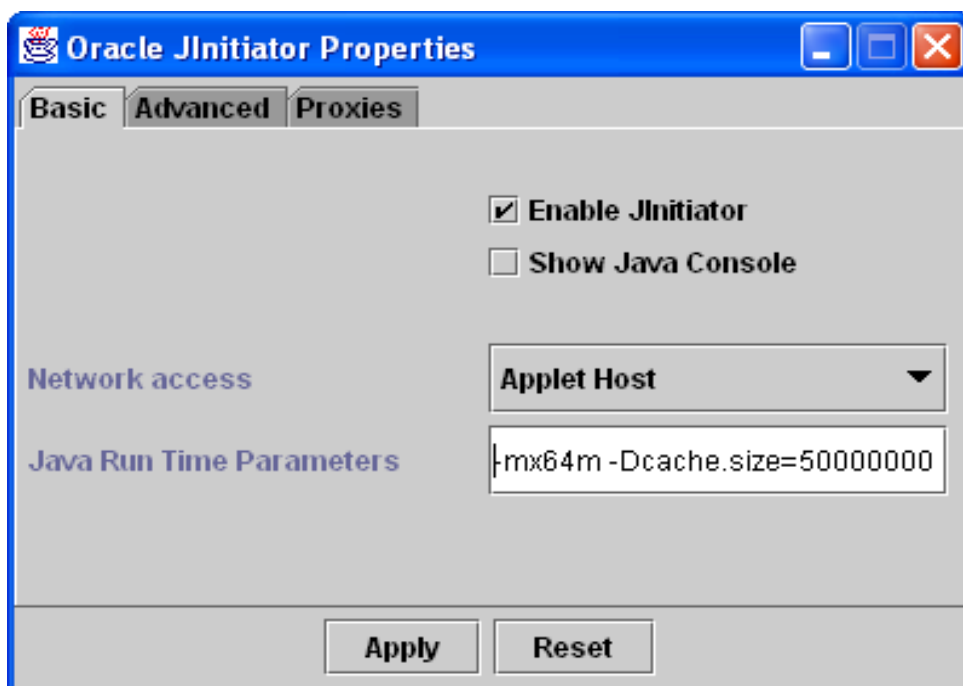 Oracle JInitiator Properties
Basic Advanced Proxies
Enable JInitiator
Show Java Console
Network access Applet Host
Java Run Time Parameters -mx64m -Dcache.size=50000000
Apply Reset